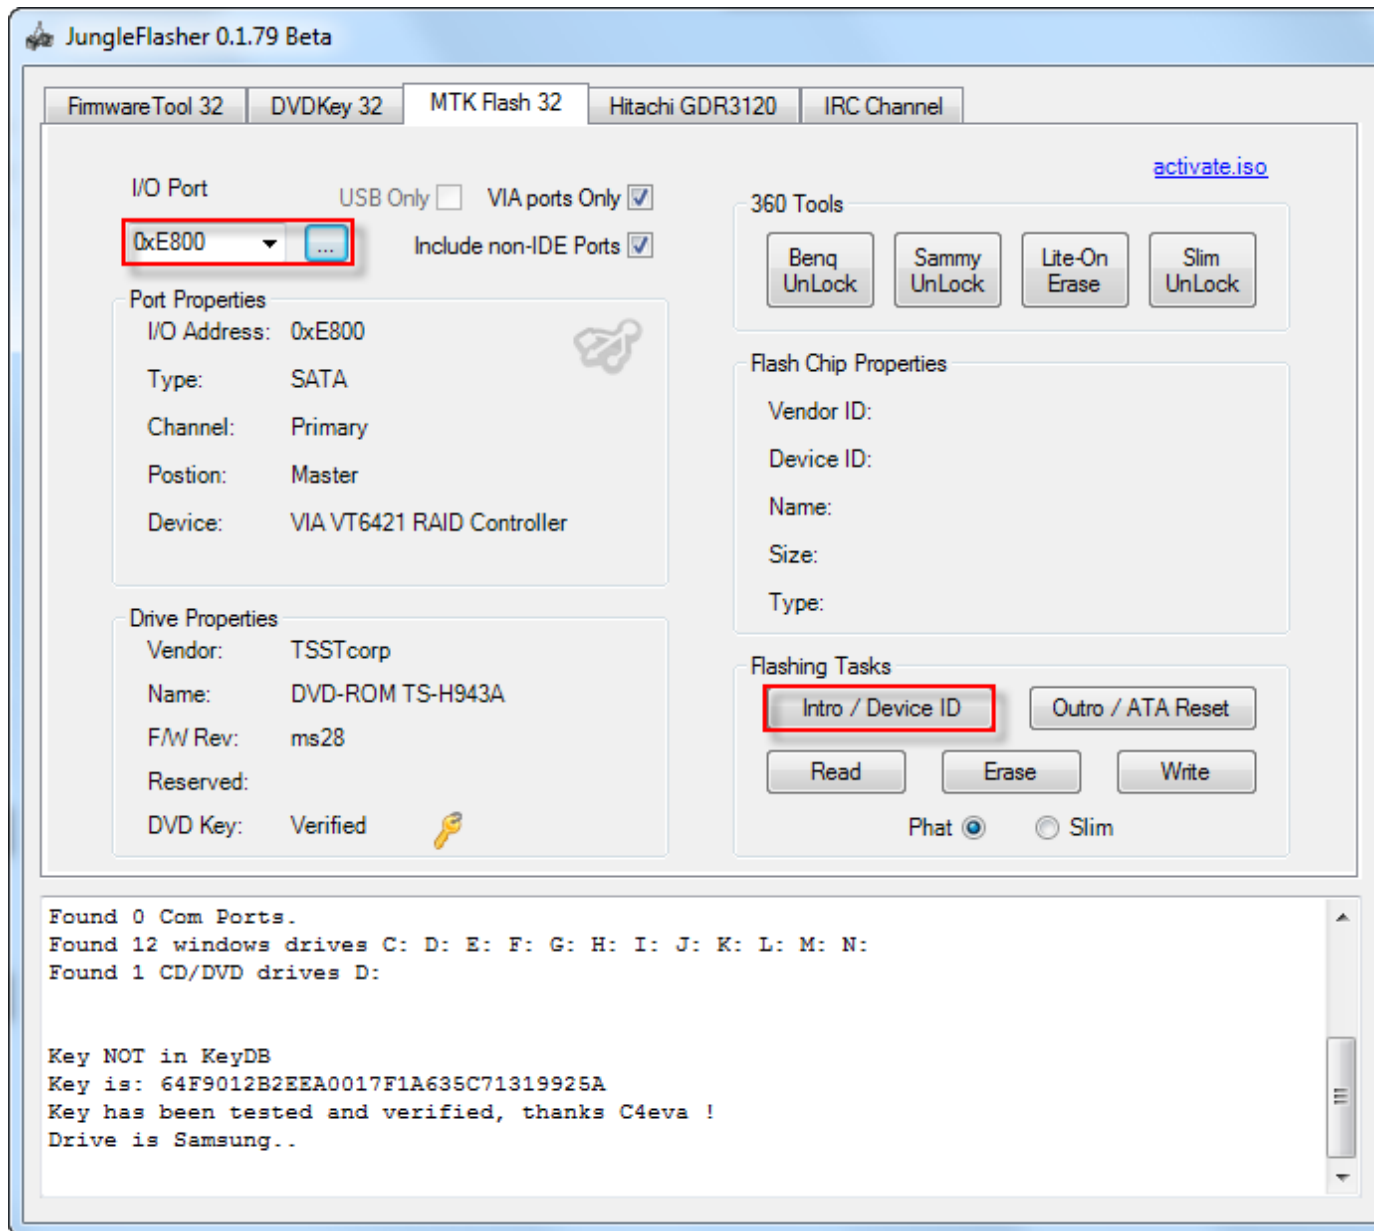 JungleFlasher 0.1.79 Beta
FirmwareTool 32 DVDKey 32 MTK Flash 32 Hitachi GDR3120 IRC Channel
activate.iso
I/O Port
USB Only VIA ports Only
0xE800 ... Include non-IDE Ports
Port Properties
I/O Address: 0xE800
Type: SATA
Channel: Primary
Postion: Master
Device: VIA VT6421 RAID Controller
Drive Properties
Vendor: TSSTcorp
Name: DVD-ROM TS-H943A
F/W Rev: ms28
Reserved:
DVD Key: Verified
360 Tools
Benq UnLock
Sammy UnLock
Lite-On Erase
Slim UnLock
Flash Chip Properties
Vendor ID:
Device ID:
Name:
Size:
Type:
Flashing Tasks
Intro / Device ID Outro / ATA Reset
Read Erase Write
Phat Slim
Found 0 Com Ports.
Found 12 windows drives C: D: E: F: G: H: I: J: K: L: M: N:
Found 1 CD/DVD drives D:
Key NOT in KeyDB
Key is: 64F9012B2EEA0017F1A635C71319925A
Key has been tested and verified, thanks C4eva !
Drive is Samsung..